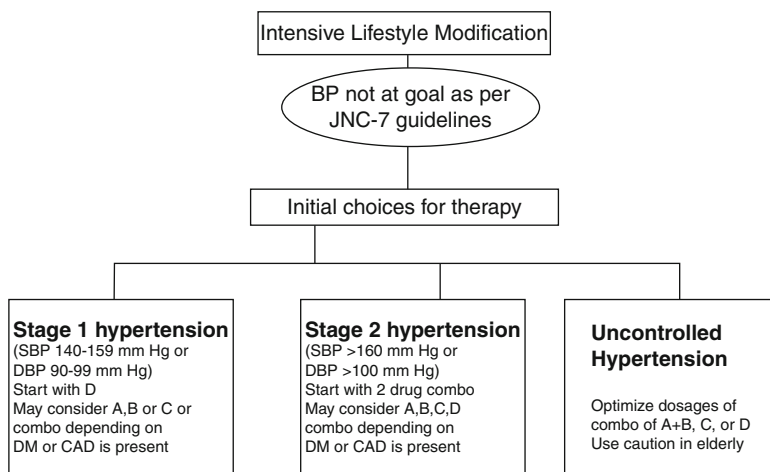 Intensive Lifestyle Modification
BP not at goal as per
JNC-7 guidelines
Initial choices for therapy
Stage 1 hypertension
(SBP 140-159 mm Hg or
DBP 90-99 mm Hg)
Start with D
May consider A,B or C or
combo depending on
DM or CAD is present
Stage 2 hypertension
(SBP >160 mm Hg or
DBP >100 mm Hg)
Start with 2 drug combo
May consider A,B,C,D
combo depending on
DM or CAD is present
Uncontrolled
Hypertension
Optimize dosages of
combo of A+B, C, or D
Use caution in elderly